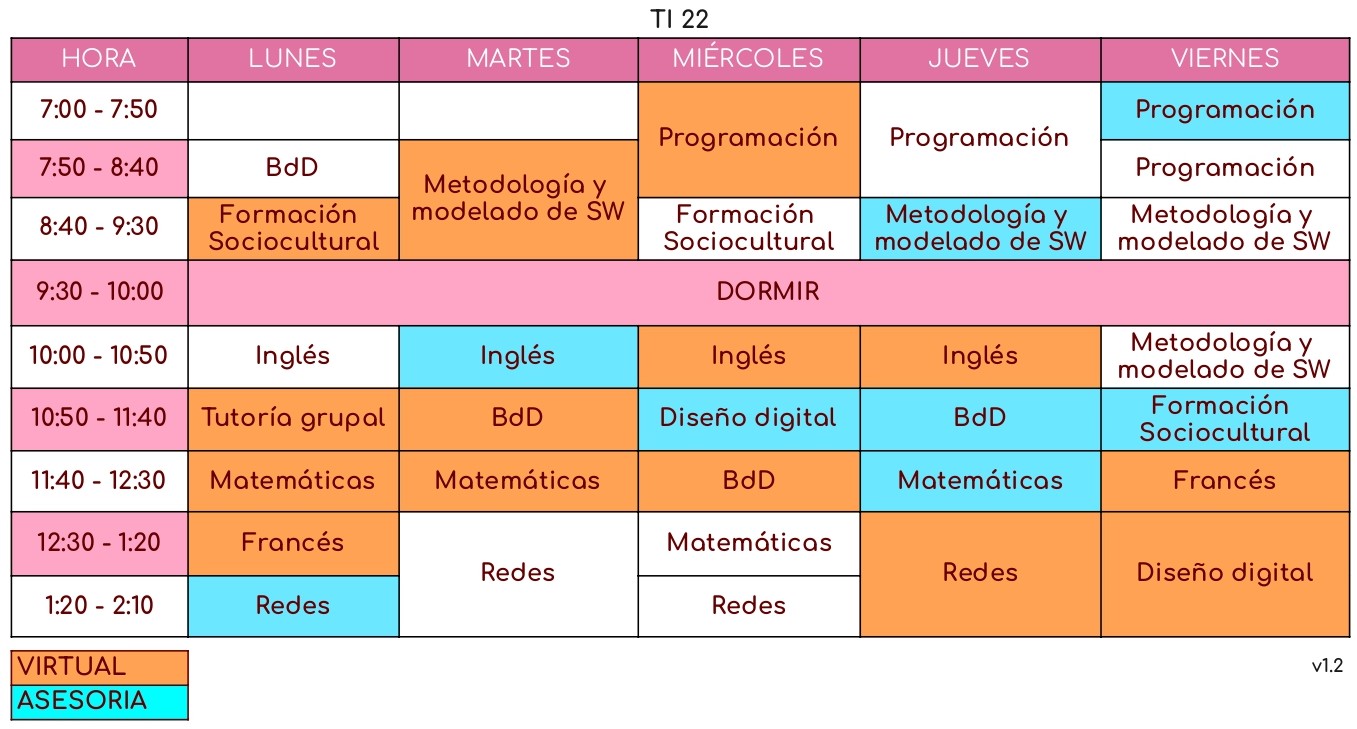 TI 22
HORA LUNES MARTES MIÉRCOLES JUEVES VIERNES
7:00 - 7:50 Programación Programación Programación
7:50 - 8:40 BdD Metodología y modelado de SW Programación
8:40 - 9:30 Formación Sociocultural Formación Sociocultural Metodología y modelado de SW Metodología y modelado de SW
9:30 - 10:00 DORMIR
10:00 - 10:50 Inglés Inglés Inglés Inglés Metodología y modelado de SW
10:50 - 11:40 Tutoría grupal BdD Diseño digital BdD Formación Sociocultural
11:40 - 12:30 Matemáticas Matemáticas BdD Matemáticas Francés
12:30 - 1:20 Francés Redes Matemáticas Redes Diseño digital
1:20 - 2:10 Redes Redes
VIRTUAL v1.2
ASESORIA